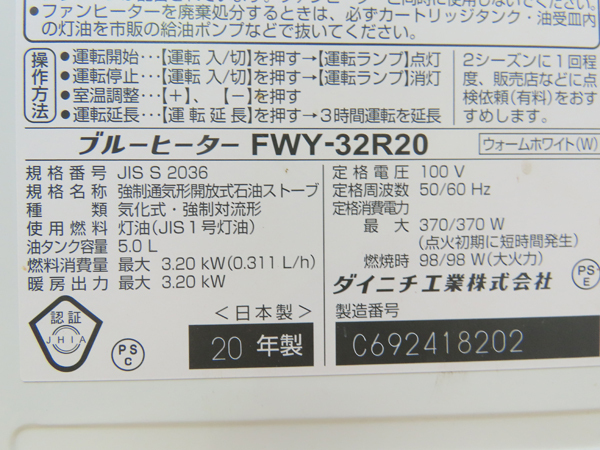 ●ファンヒーターを廃棄処分するときは、必ずカートリッジタンク・油受皿内
の灯油を市販の給油ポンプなどで抜いてください。
操作方法
●運転開始…【運転 入/切】を押す→【運転ランプ】点灯
●運転停止…【運転 入/切】を押す→【運転ランプ】消灯
●室温調整…【＋】、【－】を押す
●運転延長…【運転延長】を押す→3時間運転を延長
2シーズンに1回程
度、販売店などに点
検依頼(有料)をおす
すめします。
ブルーヒーター FWY-32R20
ウォームホワイト(W)
規格番号 JIS S 2036
規格名称 強制通気形開放式石油ストーブ
種類 気化式・強制対流形
使用燃料 灯油(JIS1号灯油)
油タンク容量 5.0 L
燃料消費量 最大 3.20 kW(0.311 L/h)
暖房出力 最大 3.20 kW
定格電圧 100 V
定格周波数 50/60 Hz
定格消費電力
最大 370/370 W
(点火初期に短時間発生)
燃焼時 98/98 W(大火力)
ダイニチ工業株式会社
PS
E
認証
JHIA
PS
C
＜日本製＞
20 年製
製造番号
C692418202